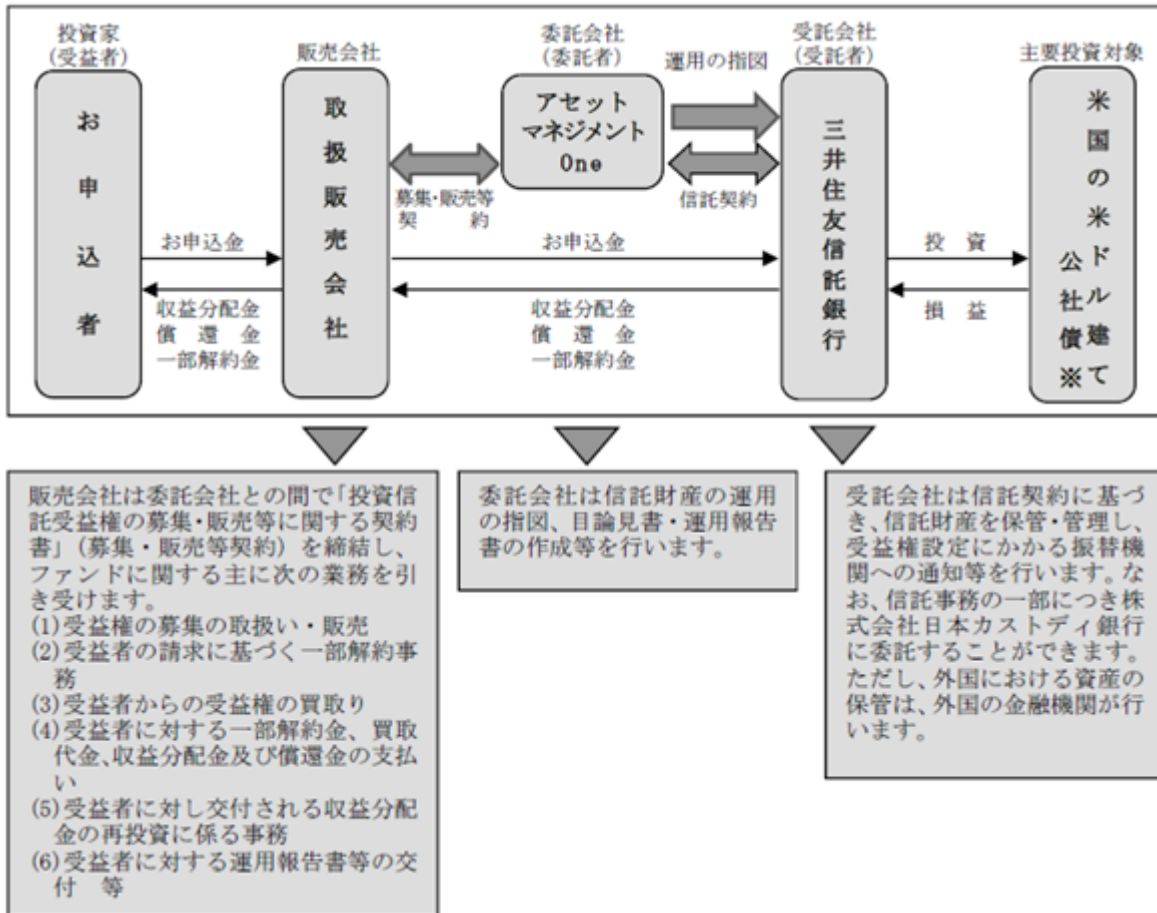 投資家
(受益者)
販売会社
委託会社
(委託者)
運用の指図
受託会社
(受託者)
主要投資対象
お申込者
取扱販売会社
アセット
マネジメント
One
三井住友信託銀行
米国の米ドル建て
公社債※
募集・販売等
契　約
信託契約
お申込金
お申込金
投　資
収益分配金
償　還　金
一部解約金
収益分配金
償　還　金
一部解約金
損　益
販売会社は委託会社との間で「投資信
託受益権の募集・販売等に関する契約
書」(募集・販売等契約)を締結し、
ファンドに関する主に次の業務を引
き受けます。
(1)受益権の募集の取扱い・販売
(2)受益者の請求に基づく一部解約事
務
(3)受益者からの受益権の買取り
(4)受益者に対する一部解約金、買取
代金、収益分配金及び償還金の支払
い
(5)受益者に対し交付される収益分配
金の再投資に係る事務
(6)受益者に対する運用報告書等の交
付　等
委託会社は信託財産の運用
の指図、目論見書・運用報告
書の作成等を行います。
受託会社は信託契約に基づ
き、信託財産を保管・管理し、
受益権設定にかかる振替機
関への通知等を行います。な
お、信託事務の一部につき株
式会社日本カストディ銀行
に委託することができます。
ただし、外国における資産の
保管は、外国の金融機関が行
います。